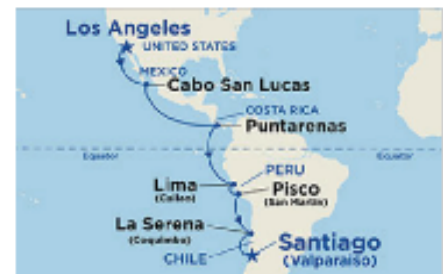 Los Angeles
UNITED STATES
MEXICO
Cabo San Lucas
COSTA RICA
Puntarenas
Equator
Equator
Lima
(Callao)
PERU
Pisco
(San Martin)
La Serena
(Coquimbo)
CHILE
Santiago
(Valparaiso)